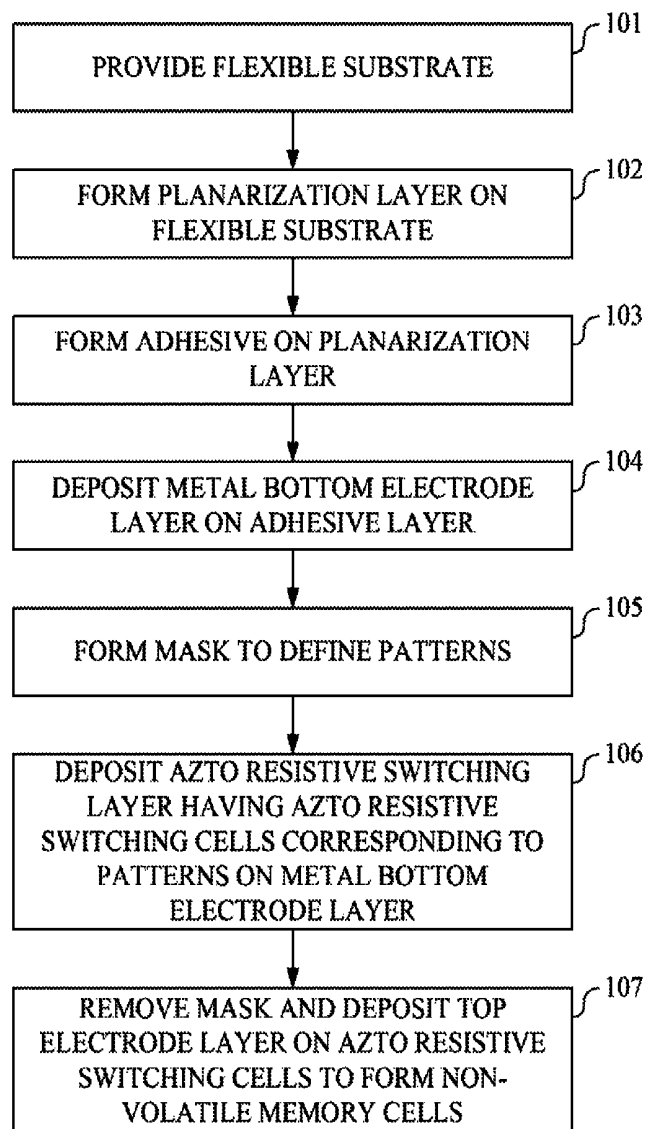 101
PROVIDE FLEXIBLE SUBSTRATE
102
FORM PLANARIZATION LAYER ON
FLEXIBLE SUBSTRATE
103
FORM ADHESIVE ON PLANARIZATION
LAYER
104
DEPOSIT METAL BOTTOM ELECTRODE
LAYER ON ADHESIVE LAYER
105
FORM MASK TO DEFINE PATTERNS
106
DEPOSIT AZTO RESISTIVE SWITCHING
LAYER HAVING AZTO RESISTIVE
SWITCHING CELLS CORRESPONDING TO
PATTERNS ON METAL BOTTOM
ELECTRODE LAYER
107
REMOVE MASK AND DEPOSIT TOP
ELECTRODE LAYER ON AZTO RESISTIVE
SWITCHING CELLS TO FORM NON-
VOLATILE MEMORY CELLS